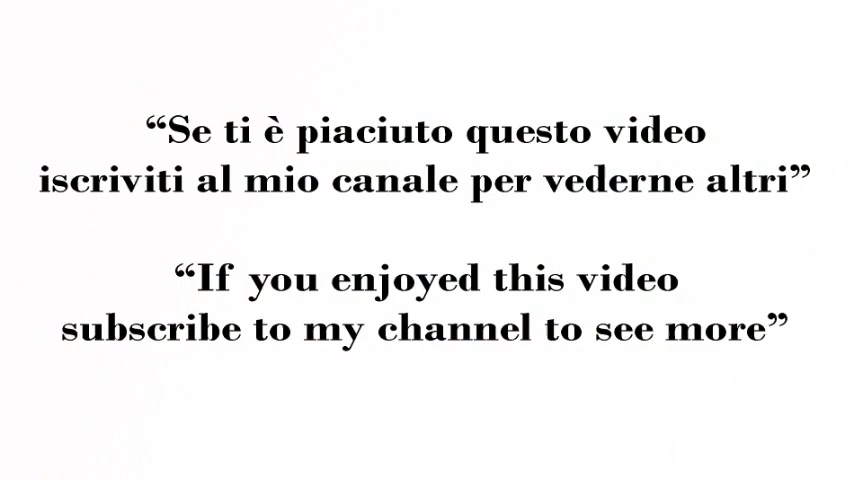 “Se ti è piaciuto questo video
iscriviti al mio canale per vederne altri”
“If you enjoyed this video
subscribe to my channel to see more”